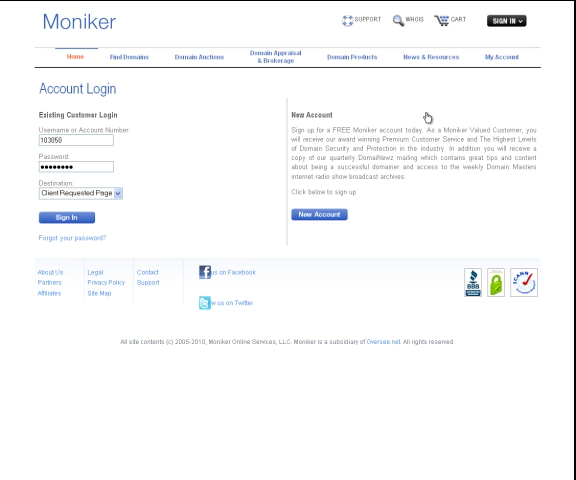 Moniker
SUPPORT WHOIS CART SIGN IN
Home Find Domains Domain Auctions Domain Appraisal & Brokerage Domain Products News & Resources My Account
Account Login
Existing Customer Login
Username or Account Number
103050
Password
Destination
Client Requested Page
Sign In
Forgot your password?
New Account
Sign up for a FREE Moniker account today. As a Moniker Valued Customer, you
will receive our award winning Premium Customer Service and The Highest Levels
of Domain Security and Protection in the industry. In addition you will receive a
copy of our quarterly DomaiNewz mailing which contains great tips and content
about being a successful domainer and access to the weekly Domain Masters
internet radio show broadcast archives.
Click below to sign up
New Account
About Us Legal Contact us on Facebook
Partners Privacy Policy Support
Affiliates Site Map
w us on Twitter
BBB
ICANN
All site contents (c) 2005-2010, Moniker Online Services, LLC. Moniker is a subsidiary of Oversee.net. All rights reserved.